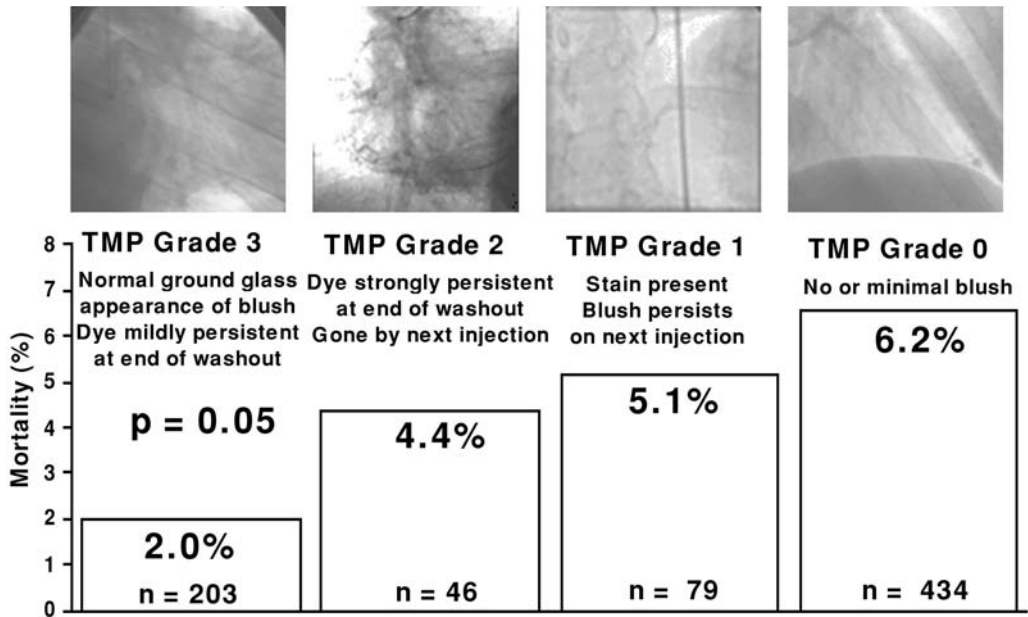 TMP Grade 3
Normal ground glass
appearance of blush
Dye mildly persistent
at end of washout
TMP Grade 2
Dye strongly persistent
at end of washout
Gone by next injection
TMP Grade 1
Stain present
Blush persists
on next injection
TMP Grade 0
No or minimal blush
Mortality (%)
8
7
6
5
4
3
2
1
0
p = 0.05
2.0%
n = 203
4.4%
n = 46
5.1%
n = 79
6.2%
n = 434